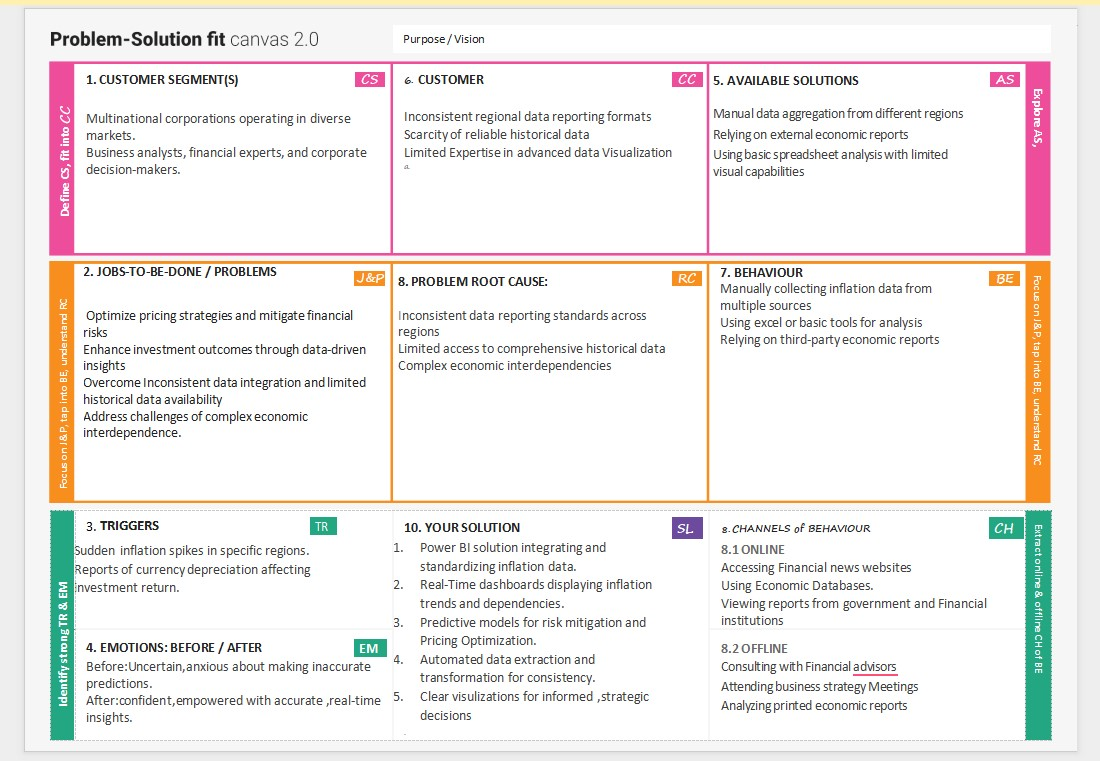 Problem-Solution fit canvas 2.0
Purpose / Vision
Define CS, fit into CC
1. CUSTOMER SEGMENT(S)
CS
Multinational corporations operating in diverse
markets.
Business analysts, financial experts, and corporate
decision-makers.
6. CUSTOMER
CC
Inconsistent regional data reporting formats
Scarcity of reliable historical data
Limited Expertise in advanced data Visualization
5. AVAILABLE SOLUTIONS
AS
Manual data aggregation from different regions
Relying on external economic reports
Using basic spreadsheet analysis with limited
visual capabilities
Explore AS,
Focus on J&P, tap into BE, understand RC
2. JOBS-TO-BE-DONE / PROBLEMS
J&P
Optimize pricing strategies and mitigate financial
risks
Enhance investment outcomes through data-driven
insights
Overcome Inconsistent data integration and limited
historical data availability
Address challenges of complex economic
interdependence.
8. PROBLEM ROOT CAUSE:
RC
Inconsistent data reporting standards across
regions
Limited access to comprehensive historical data
Complex economic interdependencies
7. BEHAVIOUR
BE
Manually collecting inflation data from
multiple sources
Using excel or basic tools for analysis
Relying on third-party economic reports
Focus on J&P, tap into BE, understand RC
Identify strong TR & EM
3. TRIGGERS
TR
Sudden inflation spikes in specific regions.
Reports of currency depreciation affecting
investment return.
4. EMOTIONS: BEFORE / AFTER
EM
Before:Uncertain,anxious about making inaccurate
predictions.
After:confident,empowered with accurate ,real-time
insights.
10. YOUR SOLUTION
SL
1. Power BI solution integrating and
standardizing inflation data.
2. Real-Time dashboards displaying inflation
trends and dependencies.
3. Predictive models for risk mitigation and
Pricing Optimization.
4. Automated data extraction and
transformation for consistency.
5. Clear visulizations for informed ,strategic
decisions
8. CHANNELS of BEHAVIOUR
CH
8.1 ONLINE
Accessing Financial news websites
Using Economic Databases.
Viewing reports from government and Financial
institutions
8.2 OFFLINE
Consulting with Financial advisors
Attending business strategy Meetings
Analyzing printed economic reports
Extract online & offline CH of BE